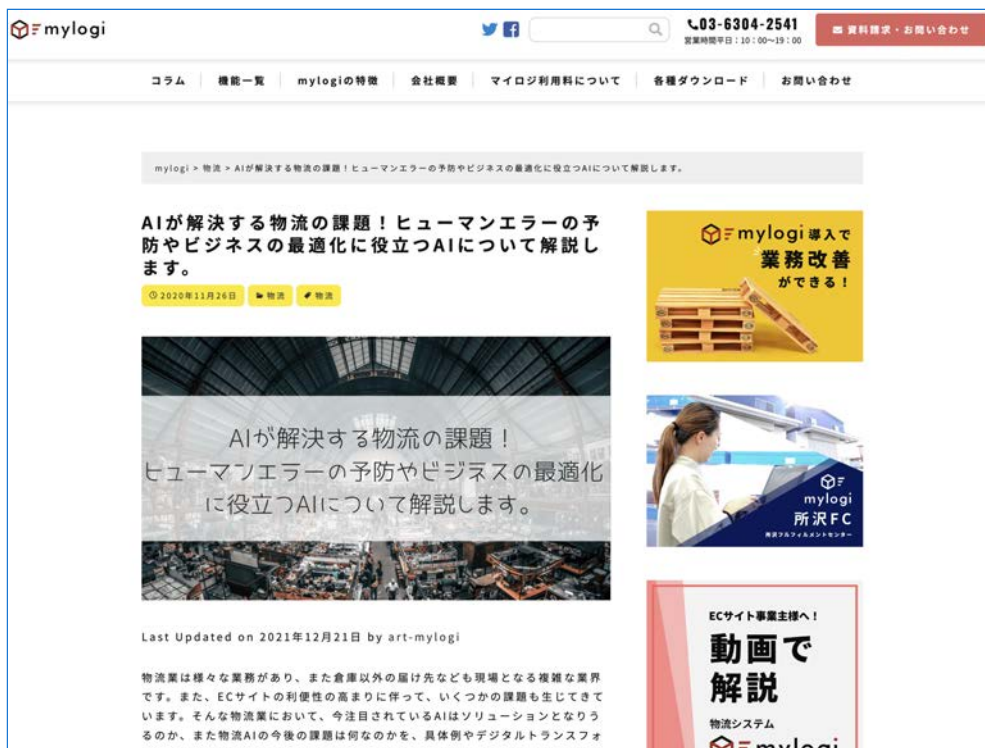 mylogi
03-6304-2541
営業時間平日：10：00〜19：00
資料請求・お問い合わせ
コラム
機能一覧
mylogiの特徴
会社概要
マイロジ利用料について
各種ダウンロード
お問い合わせ
mylogi > 物流 > AIが解決する物流の課題！ヒューマンエラーの予防やビジネスの最適化に役立つAIについて解説します。
AIが解決する物流の課題！ヒューマンエラーの予
防やビジネスの最適化に役立つAIについて解説し
ます。
2020年11月26日
物流
物流
AIが解決する物流の課題！
ヒューマンエラーの予防やビジネスの最適化
に役立つAIについて解説します。
Last Updated on 2021年12月21日 by art-mylogi
物流業は様々な業務があり、また倉庫以外の届け先なども現場となる複雑な業界
です。また、ECサイトの利便性の高まりに伴って、いくつかの課題も生じてきて
います。そんな物流業において、今注目されているAIはソリューションとなりう
るのか、また物流AIの今後の課題は何なのかを、具体例やデジタルトランスフォ
mylogi導入で
業務改善
ができる！
mylogi
所沢FC
所沢フルフィルメントセンター
ECサイト事業主様へ！
動画で
解説
物流システム
mylogi